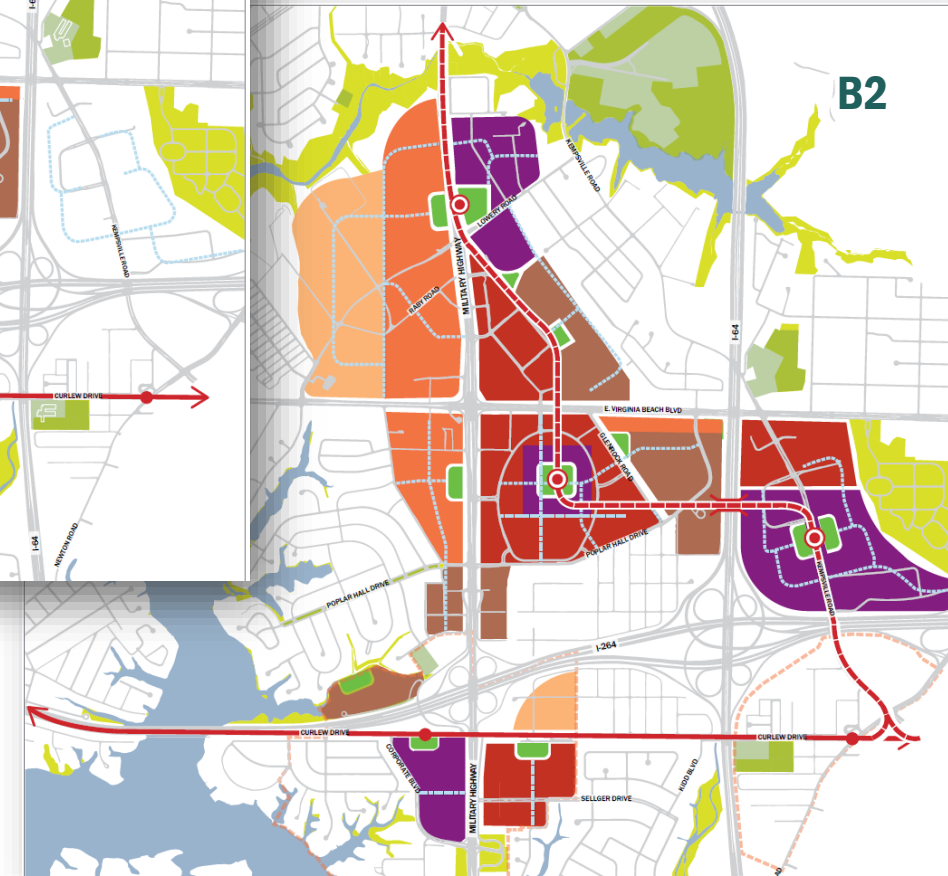 I-6
KEMPSVILLE ROAD
CURLEW DRIVE
I-64
NEWTON ROAD
B2
KEMPSVILLE ROAD
LOWERY ROAD
MILITARY HIGHWAY
RABY ROAD
I-64
E. VIRGINIA BEACH BLVD
GLENROCK ROAD
POPLAR HALL DRIVE
KEMPSVILLE ROAD
POPLAR HALL DRIVE
I-264
CURLEW DRIVE
CURLEW DRIVE
CORPORATE BLVD
MILITARY HIGHWAY
KIDD BLVD
SELLGER DRIVE